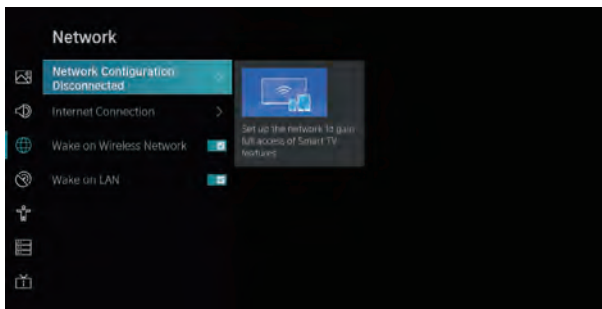 Network
Network Configuration
Disconnected
Internet Connection
Wake on Wireless Network
Wake on LAN
Set up the network to gain
full access of Smart TV
features